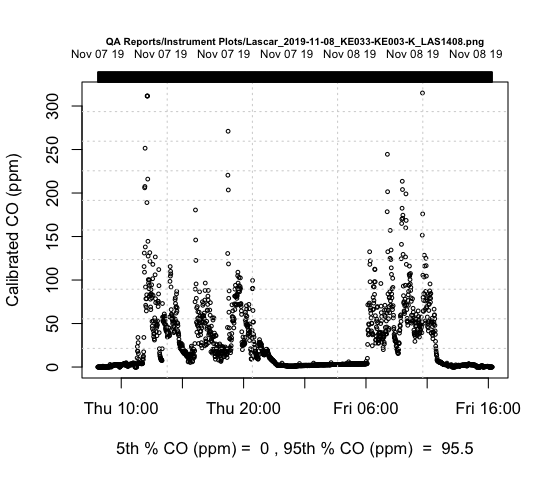 QA Reports/Instrument Plots/Lascar_2019-11-08_KE033-KE003-K_LAS1408.png
Nov 07 19 Nov 07 19 Nov 07 19 Nov 07 19 Nov 08 19 Nov 08 19 Nov 08 19
Calibrated CO (ppm)
300
250
200
150
100
50
0
Thu 10:00 Thu 20:00 Fri 06:00 Fri 16:00
5th % CO (ppm) = 0 , 95th % CO (ppm) = 95.5